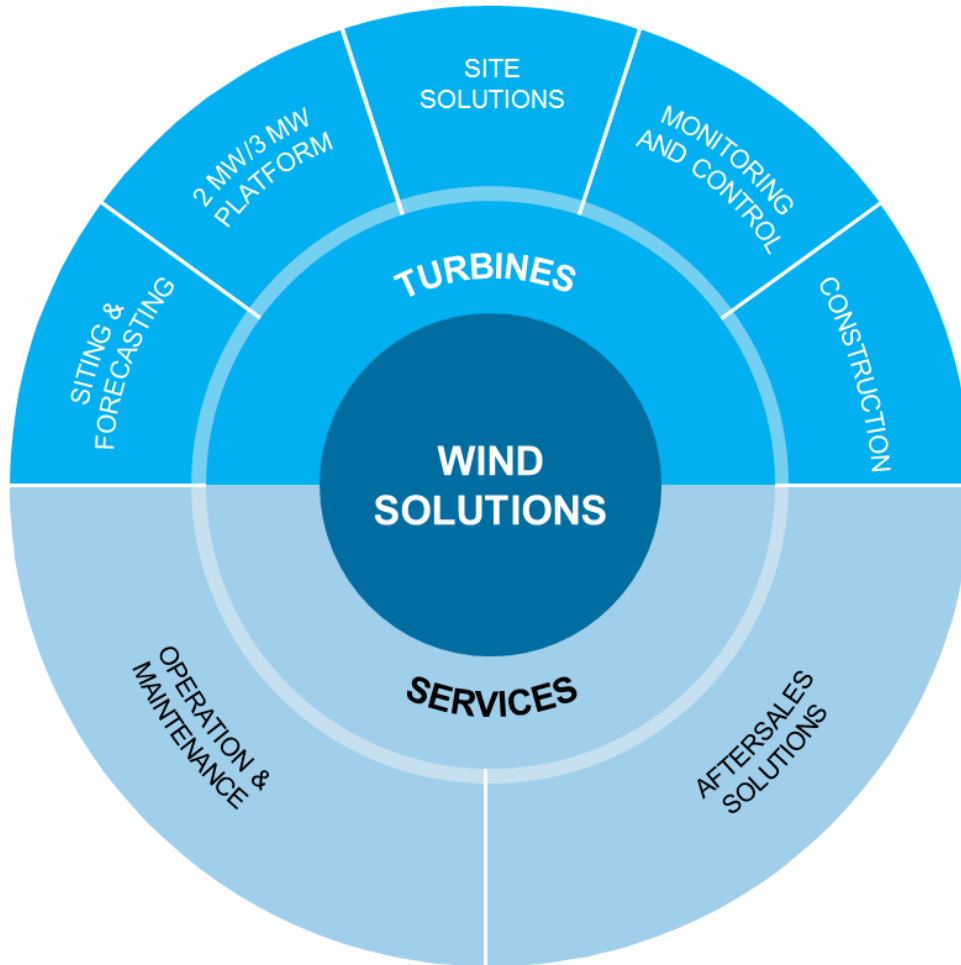 SITE
SOLUTIONS
2 MW/3 MW
PLATFORM
MONITORING
AND CONTROL
SITING &
FORECASTING
CONSTRUCTION
TURBINES
WIND
SOLUTIONS
SERVICES
OPERATION &
MAINTENANCE
AFTERSALES
SOLUTIONS